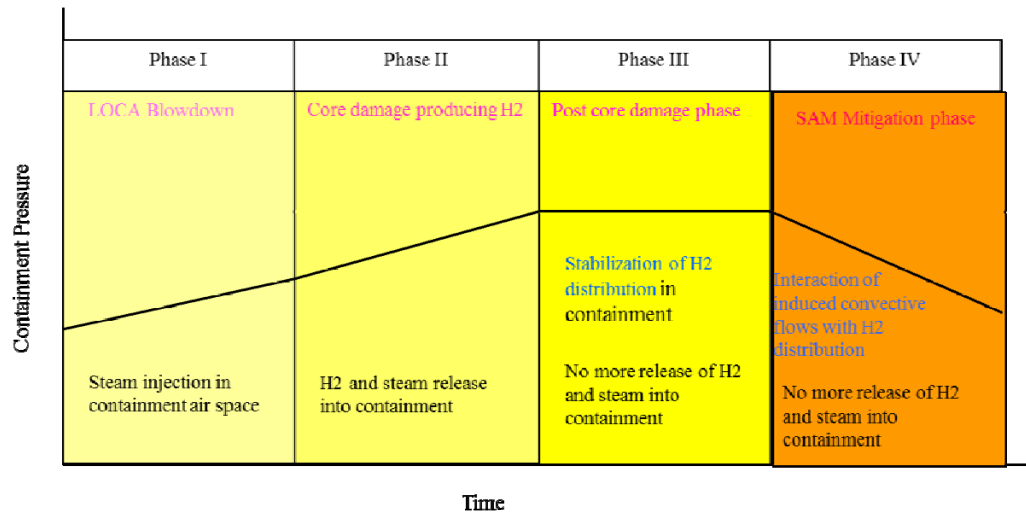 Phase I
Phase II
Phase III
Phase IV
LOCA Blowdown
Core damage producing H2
Post core damage phase
SAM Mitigation phase
Containment Pressure
Steam injection in
containment air space
H2 and steam release
into containment
Stabilization of H2
distribution in
containment
No more release of H2
and steam into
containment
Interaction of
induced convective
flows with H2
distribution
No more release of H2
and steam into
containment
Time